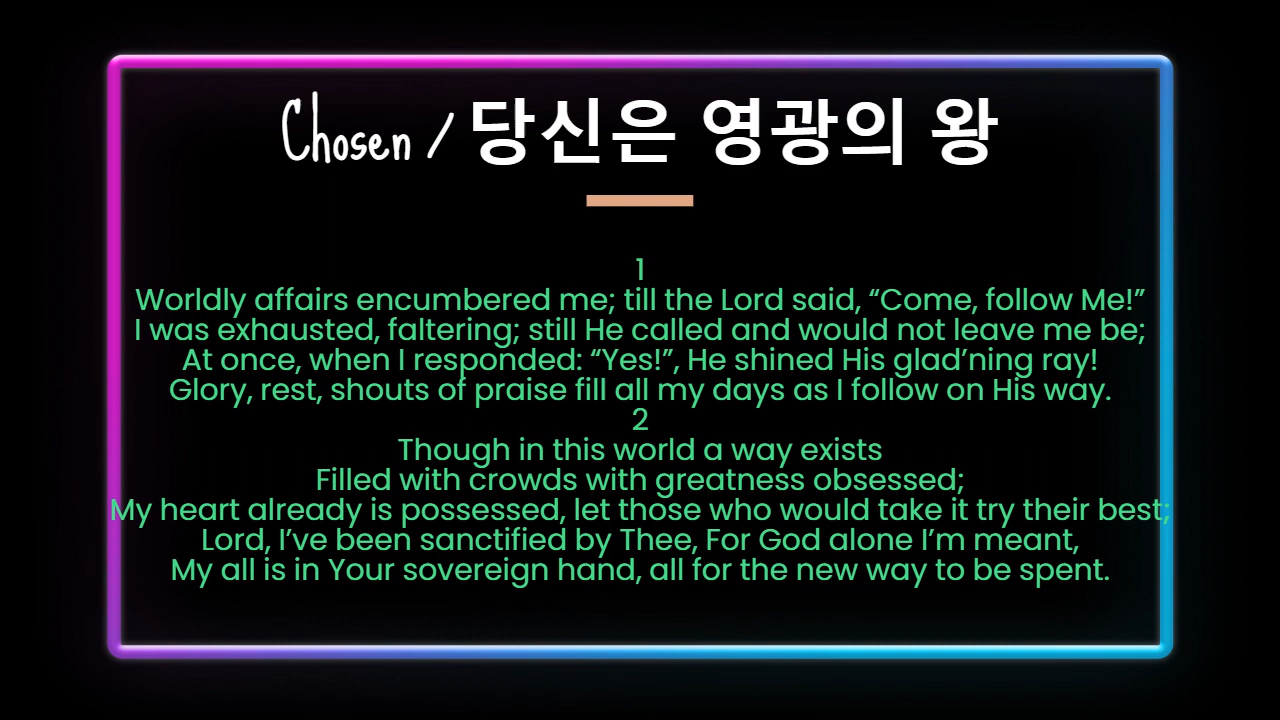 Chosen / 당신은 영광의 왕
1
Worldly affairs encumbered me; till the Lord said, “Come, follow Me!”
I was exhausted, faltering; still He called and would not leave me be;
At once, when I responded: “Yes!”, He shined His glad’ning ray!
Glory, rest, shouts of praise fill all my days as I follow on His way.
2
Though in this world a way exists
Filled with crowds with greatness obsessed;
My heart already is possessed, let those who would take it try their best;
Lord, I’ve been sanctified by Thee, For God alone I’m meant,
My all is in Your sovereign hand, all for the new way to be spent.